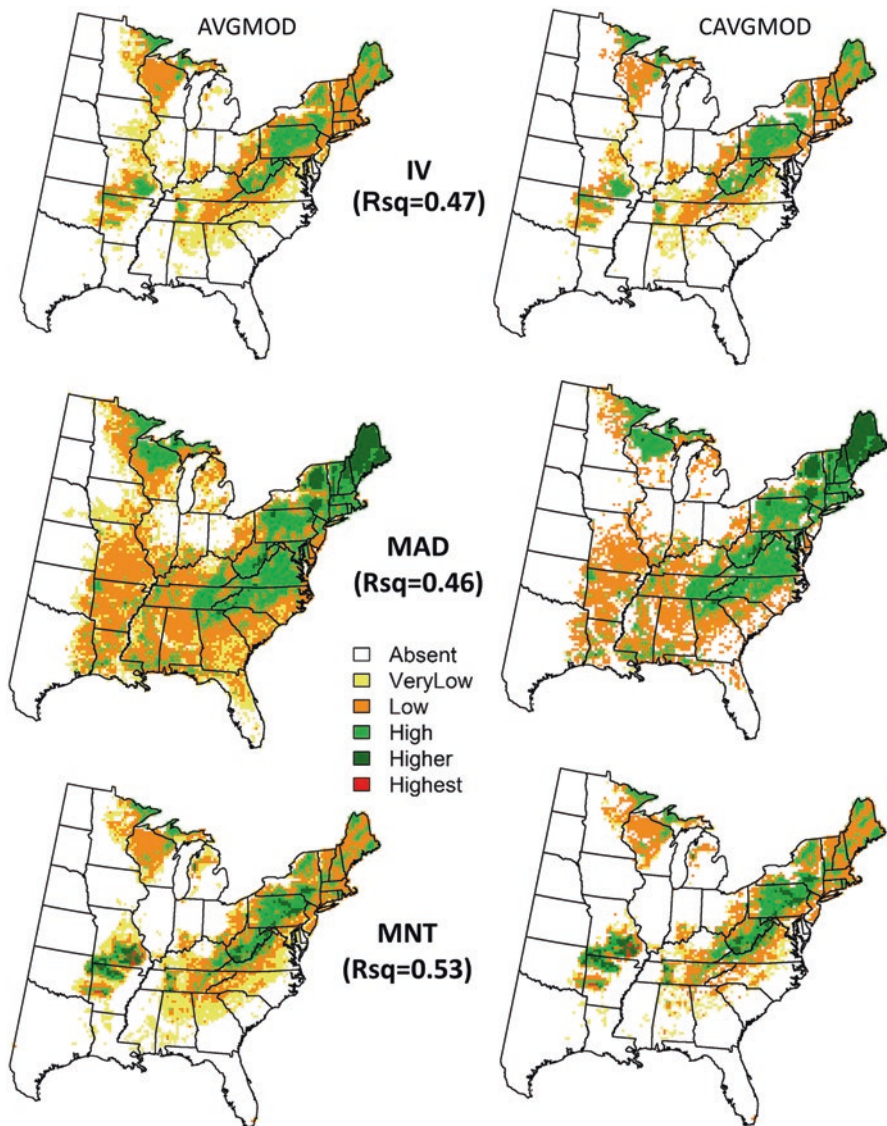 AVGMOD
CAVGMOD
IV
(Rsq=0.47)
MAD
(Rsq=0.46)
Absent
VeryLow
Low
High
Higher
Highest
MNT
(Rsq=0.53)